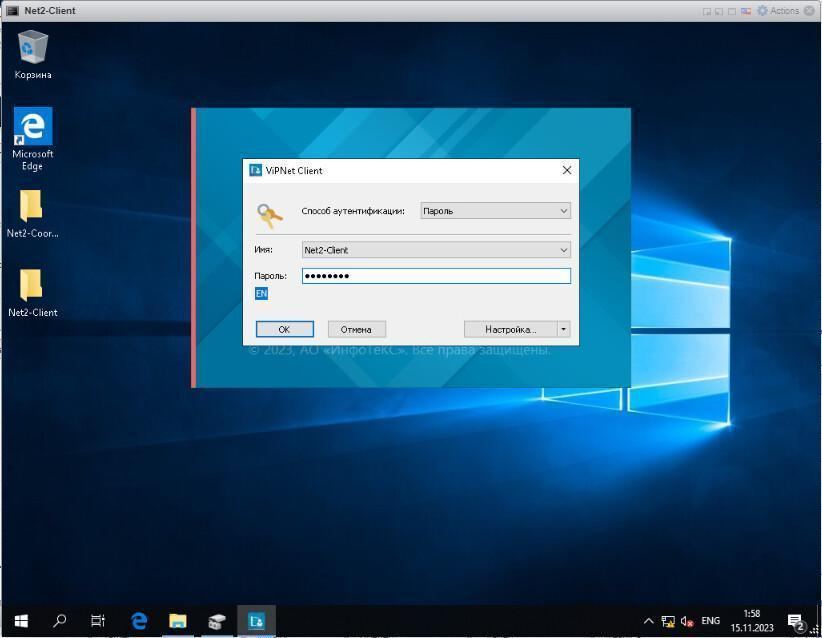 Net2-Client
Actions
Корзина
Microsoft
Edge
Net2-Coor...
Net2-Client
ViPNet Client
Способ аутентификации:
Пароль
Имя:
Net2-Client
Пароль:
EN
OK
Отмена
Настройка...
© 2023, АО «ИнфоТеКС». Все права защищены.
ENG
1:58
15.11.2023
2